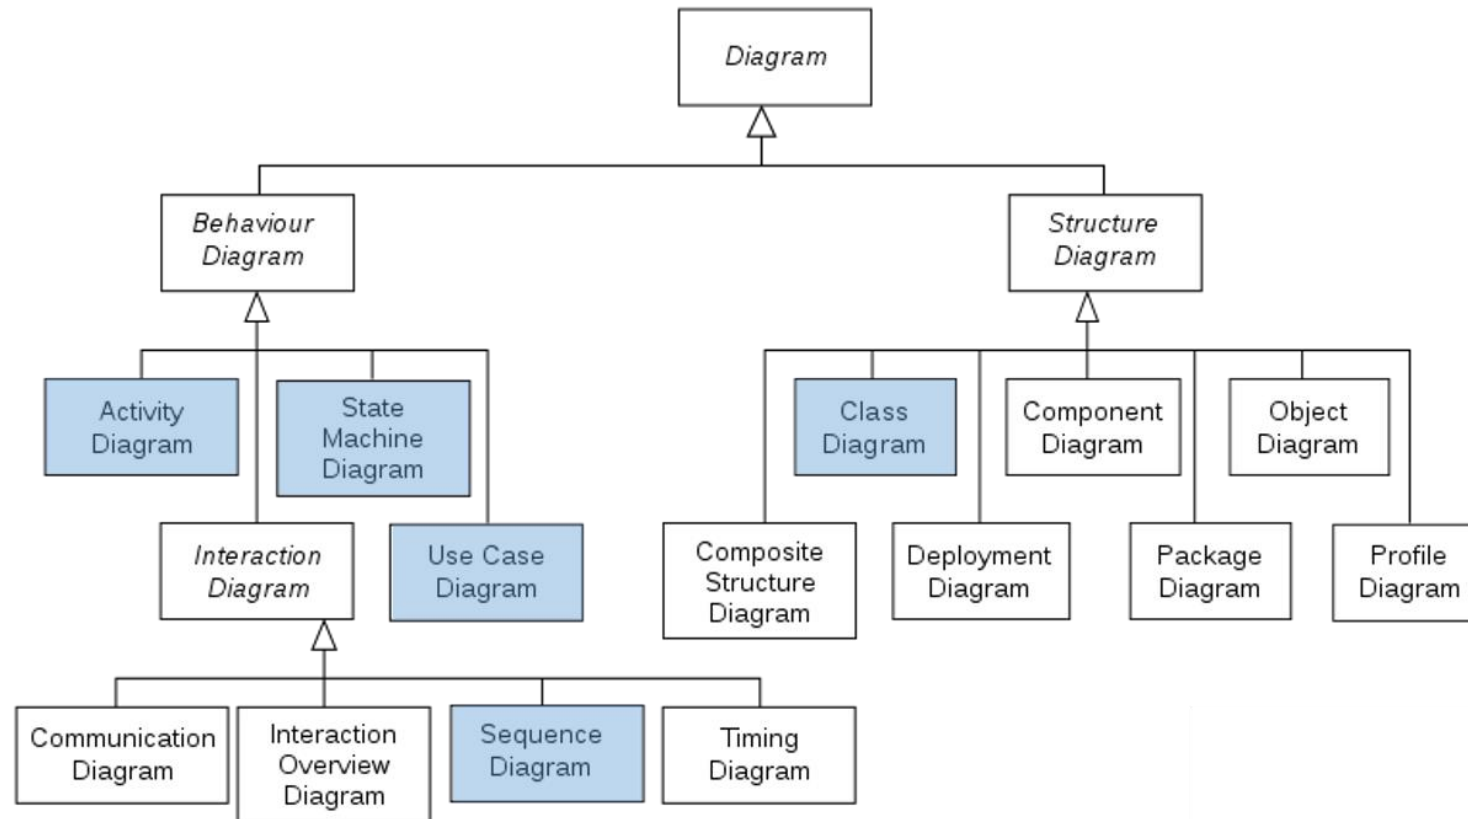 Diagram
Behaviour
Diagram
Structure
Diagram
Activity
Diagram
State
Machine
Diagram
Class
Diagram
Component
Diagram
Object
Diagram
Interaction
Diagram
Use Case
Diagram
Composite
Structure
Diagram
Deployment
Diagram
Package
Diagram
Profile
Diagram
Communication
Diagram
Interaction
Overview
Diagram
Sequence
Diagram
Timing
Diagram